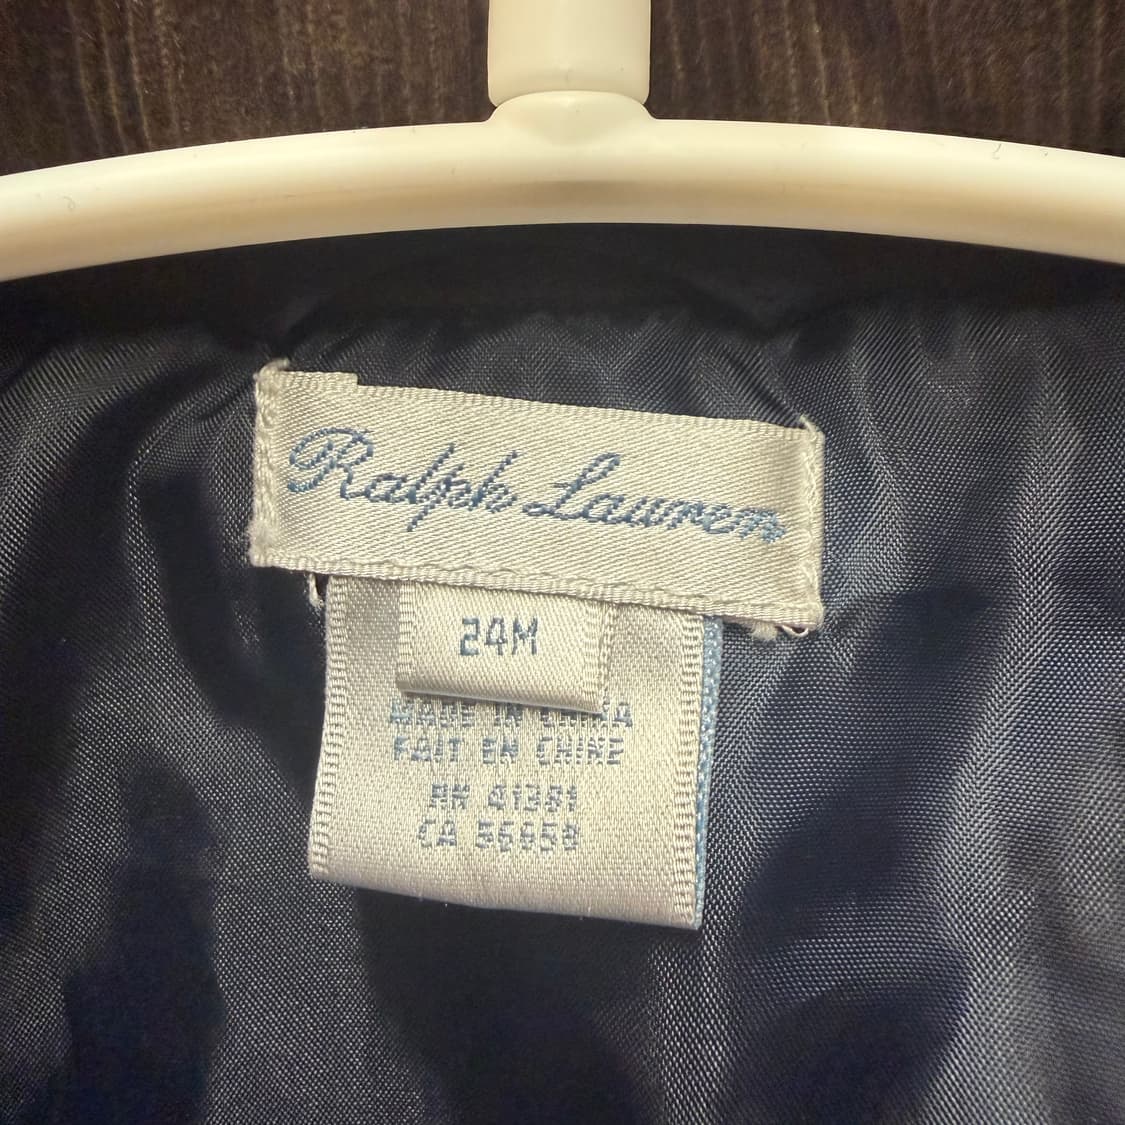 Ralph Lauren
24M
MADE IN CHINA
FAIT EN CHINE
RN 41381
CA 56658